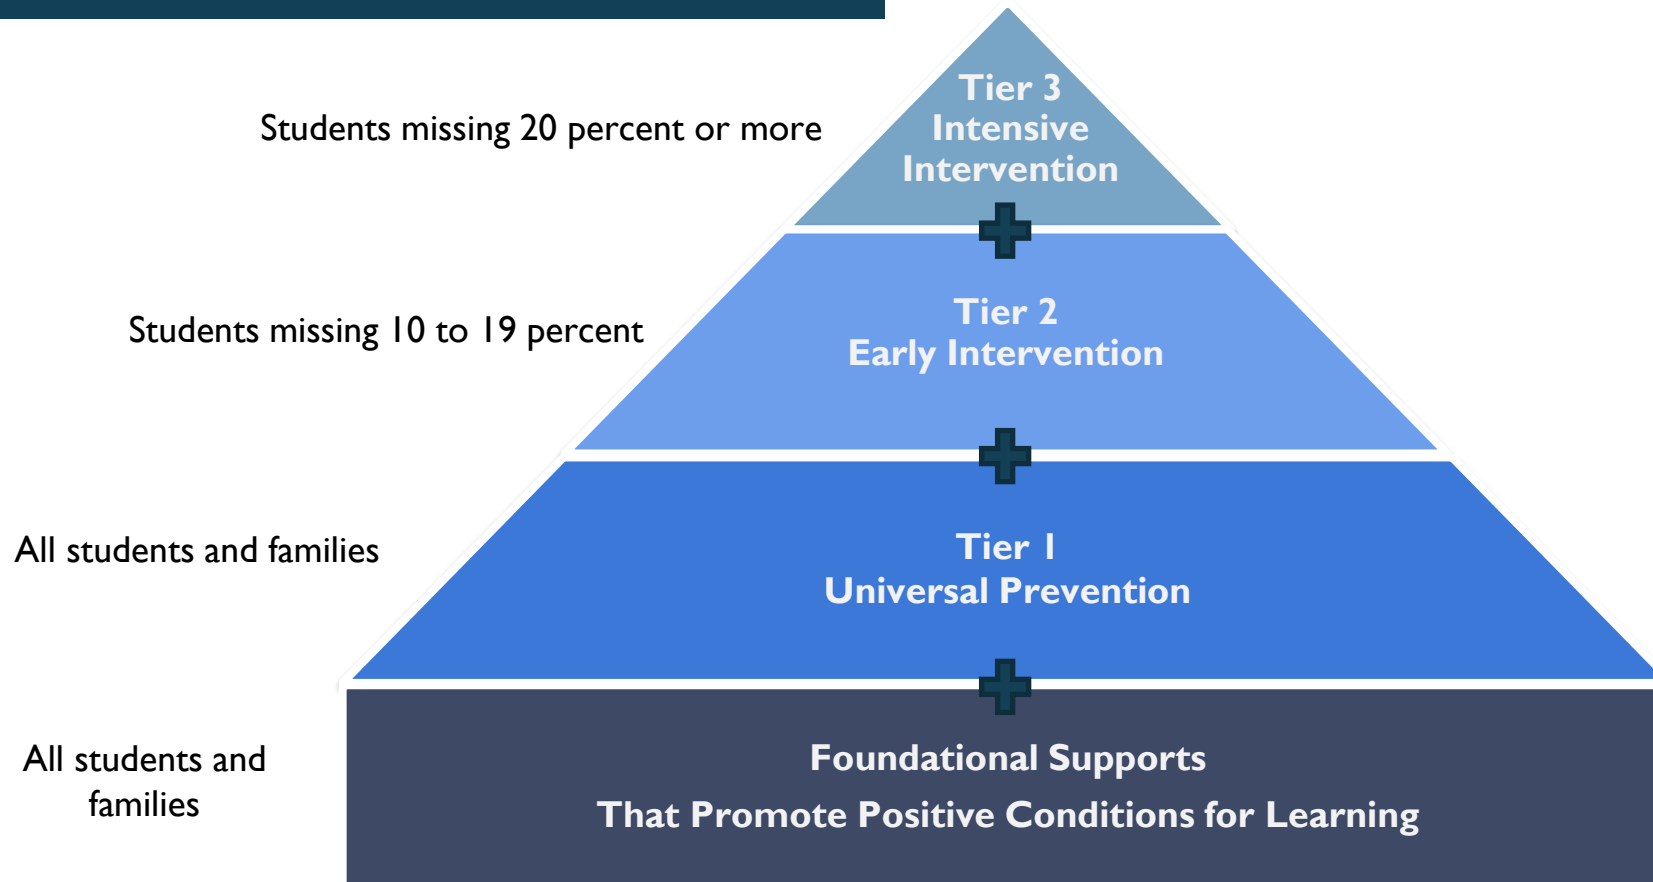 Tier 3
Intensive
Intervention
Students missing 20 percent or more
Tier 2
Early Intervention
Students missing 10 to 19 percent
Tier 1
Universal Prevention
All students and families
Foundational Supports
That Promote Positive Conditions for Learning
All students and
families